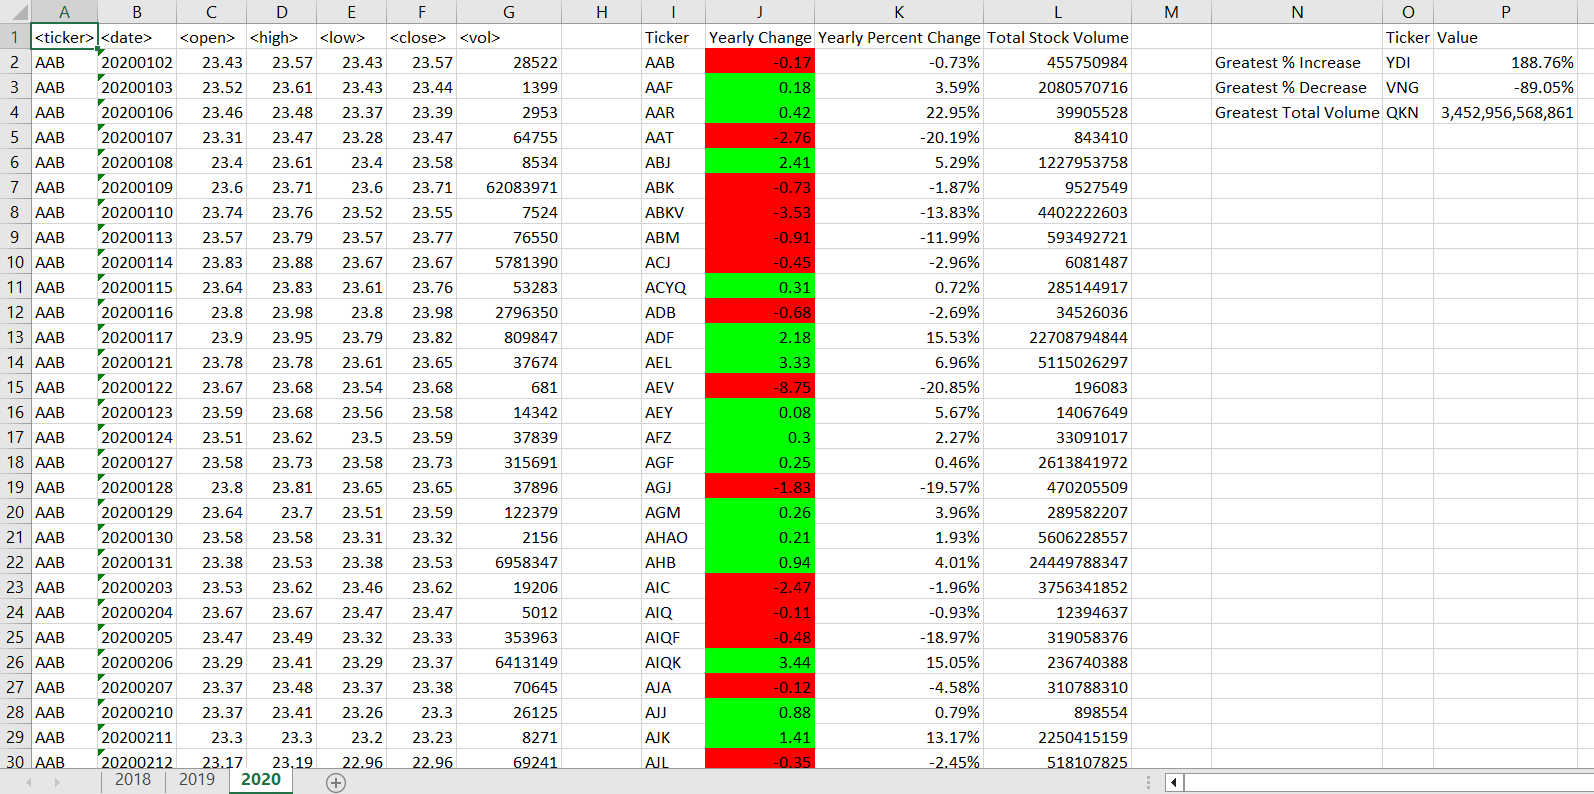 A B C D E F G H I J K L M N O P
1 <ticker> <date> <open> <high> <low> <close> <vol> Ticker Yearly Change Yearly Percent Change Total Stock Volume Ticker Value
2 AAB 20200102 23.43 23.57 23.43 23.57 28522 AAB -0.17 -0.73% 455750984 Greatest % Increase YDI 188.76%
3 AAB 20200103 23.52 23.61 23.43 23.44 1399 AAF 0.18 3.59% 2080570716 Greatest % Decrease VNG -89.05%
4 AAB 20200106 23.46 23.48 23.37 23.39 2953 AAR 0.42 22.95% 39905528 Greatest Total Volume QKN 3,452,956,568,861
5 AAB 20200107 23.31 23.47 23.28 23.47 64755 AAT -2.76 -20.19% 843410
6 AAB 20200108 23.4 23.61 23.4 23.58 8534 ABJ 2.41 5.29% 1227953758
7 AAB 20200109 23.6 23.71 23.6 23.71 62083971 ABK -0.73 -1.87% 9527549
8 AAB 20200110 23.74 23.76 23.52 23.55 7524 ABKV -3.53 -13.83% 4402222603
9 AAB 20200113 23.57 23.79 23.57 23.77 76550 ABM -0.91 -11.99% 593492721
10 AAB 20200114 23.83 23.88 23.67 23.67 5781390 ACJ -0.45 -2.96% 6081487
11 AAB 20200115 23.64 23.83 23.61 23.76 53283 ACYQ 0.31 0.72% 285144917
12 AAB 20200116 23.8 23.98 23.8 23.98 2796350 ADB -0.68 -2.69% 34526036
13 AAB 20200117 23.9 23.95 23.79 23.82 809847 ADF 2.18 15.53% 22708794844
14 AAB 20200121 23.78 23.78 23.61 23.65 37674 AEL 3.33 6.96% 5115026297
15 AAB 20200122 23.67 23.68 23.54 23.68 681 AEV -8.75 -20.85% 196083
16 AAB 20200123 23.59 23.68 23.56 23.58 14342 AEY 0.08 5.67% 14067649
17 AAB 20200124 23.51 23.62 23.5 23.59 37839 AFZ 0.3 2.27% 33091017
18 AAB 20200127 23.58 23.73 23.58 23.73 315691 AGF 0.25 0.46% 2613841972
19 AAB 20200128 23.8 23.81 23.65 23.65 37896 AGJ -1.83 -19.57% 470205509
20 AAB 20200129 23.64 23.7 23.51 23.59 122379 AGM 0.26 3.96% 289582207
21 AAB 20200130 23.58 23.58 23.31 23.32 2156 AHAO 0.21 1.93% 5606228557
22 AAB 20200131 23.38 23.53 23.38 23.53 6958347 AHB 0.94 4.01% 24449788347
23 AAB 20200203 23.53 23.62 23.46 23.62 19206 AIC -2.47 -1.96% 3756341852
24 AAB 20200204 23.67 23.67 23.47 23.47 5012 AIQ -0.11 -0.93% 12394637
25 AAB 20200205 23.47 23.49 23.32 23.33 353963 AIQF -0.48 -18.97% 319058376
26 AAB 20200206 23.29 23.41 23.29 23.37 6413149 AIQK 3.44 15.05% 236740388
27 AAB 20200207 23.37 23.48 23.37 23.38 70645 AJA -0.12 -4.58% 310788310
28 AAB 20200210 23.37 23.41 23.26 23.3 26125 AJJ 0.88 0.79% 898554
29 AAB 20200211 23.3 23.3 23.2 23.23 8271 AJK 1.41 13.17% 2250415159
30 AAB 20200212 23.17 23.19 22.96 22.96 69241 AJL -0.35 -2.45% 518107825
2018 2019 2020